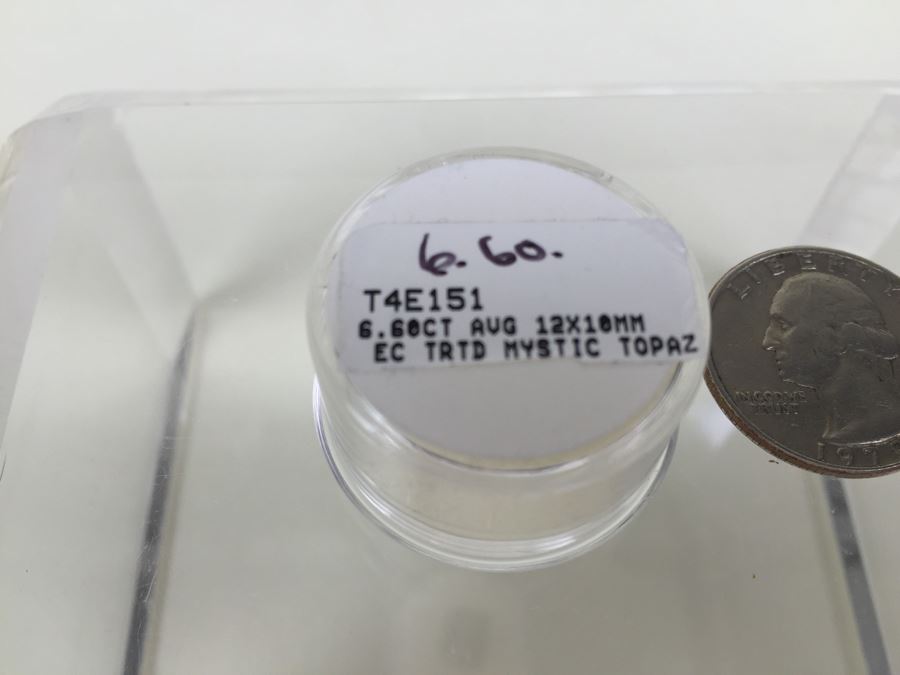 6.60.
T4E151
6.60CT AVG 12X10MM
EC TRTD MYSTIC TOPAZ
LIBERTY
IN GOD WE
TRUST